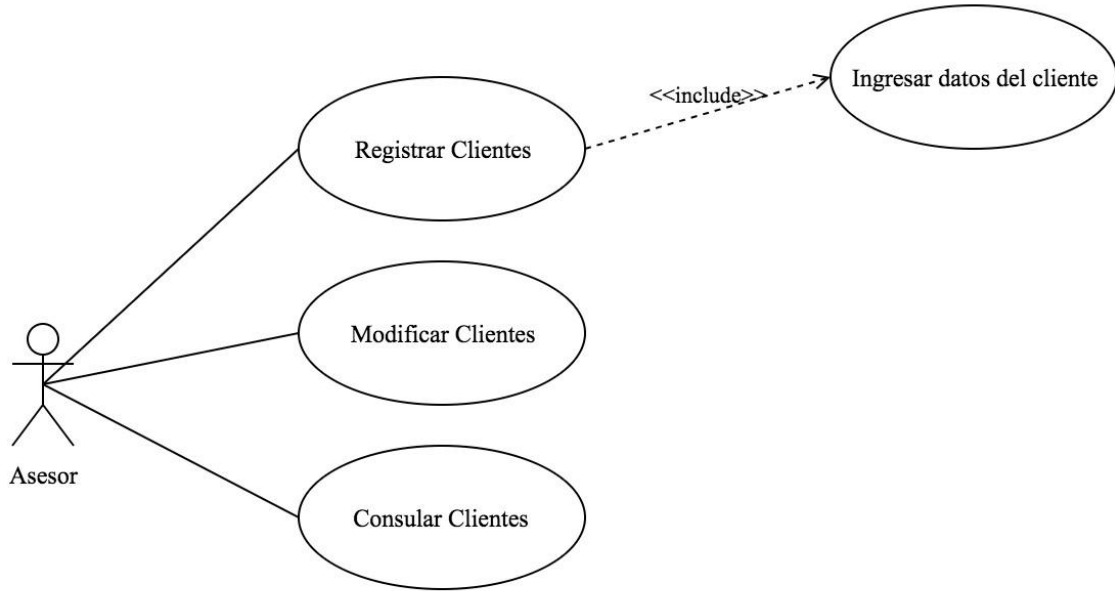 Ingresar datos del cliente
<<include>>
Registrar Clientes
Modificar Clientes
Asesor
Consular Clientes